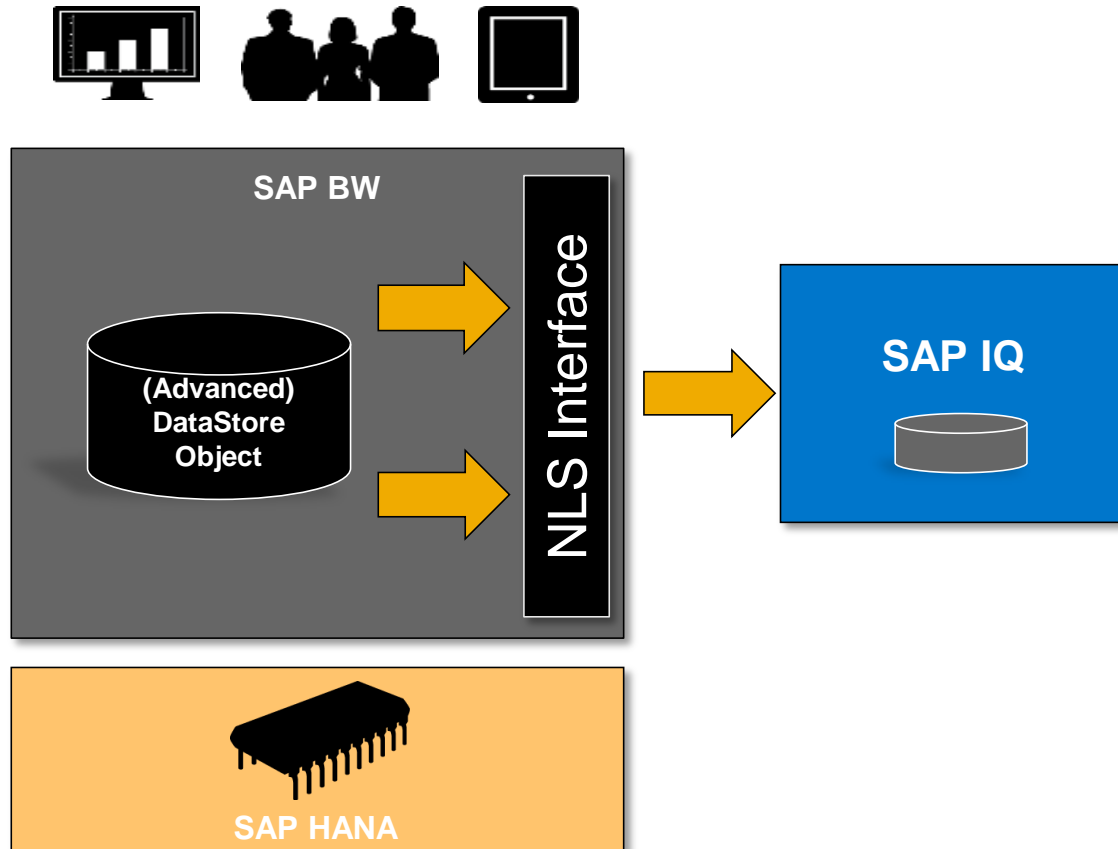 SAP BW
(Advanced)
DataStore
Object
NLS Interface
SAP IQ
SAP HANA